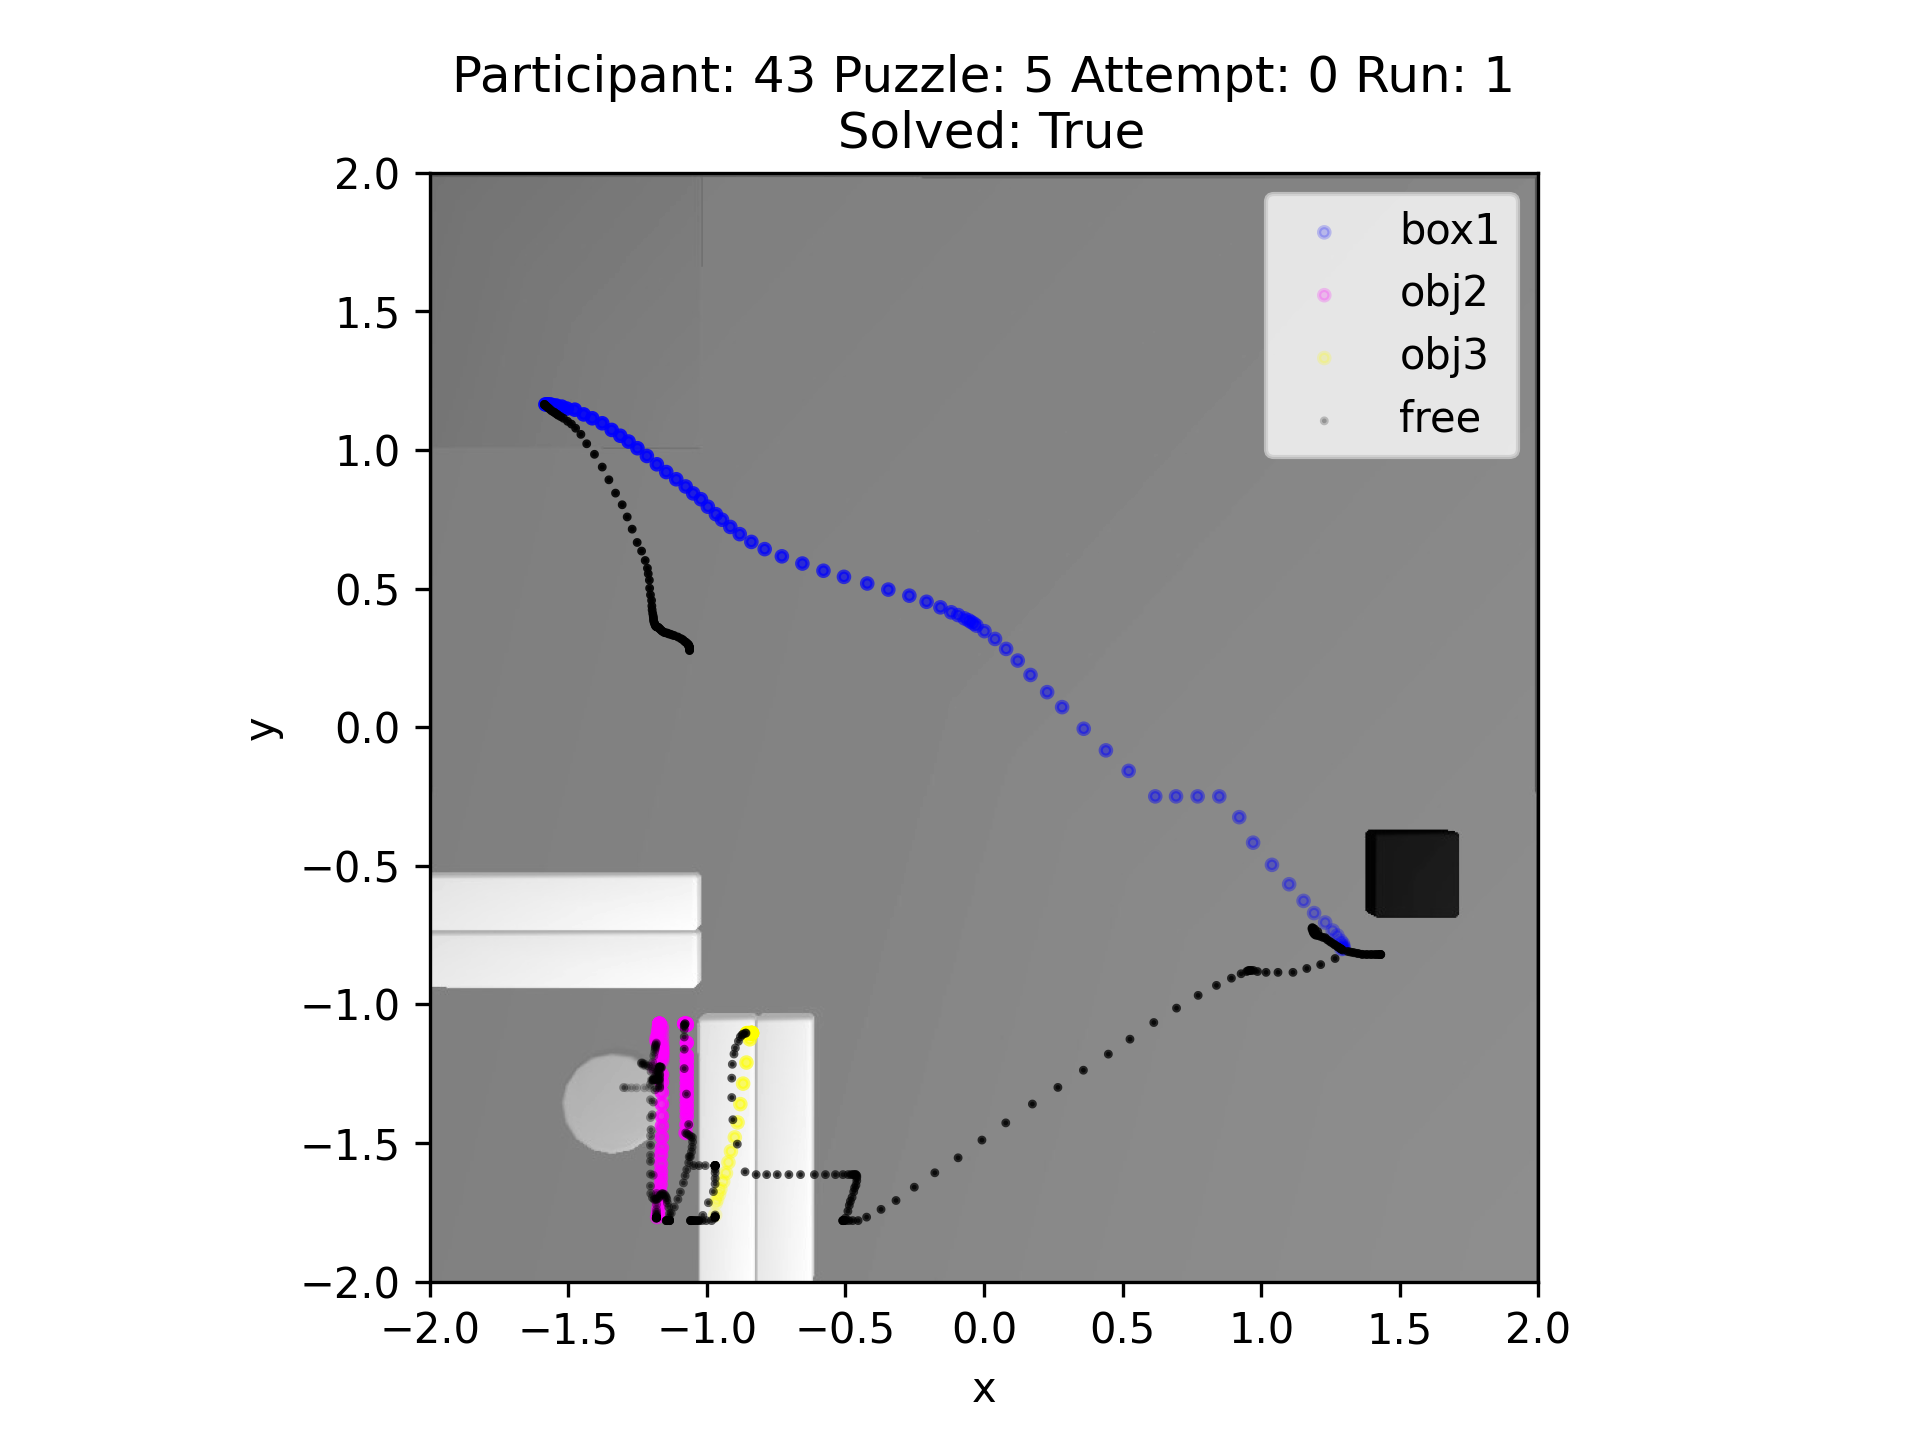 Participant: 43 Puzzle: 5 Attempt: 0 Run: 1
Solved: True
2.0
1.5
1.0
0.5
0.0
−0.5
−1.0
−1.5
−2.0
y
box1
obj2
obj3
free
−2.0 −1.5 −1.0 −0.5 0.0 0.5 1.0 1.5 2.0
x